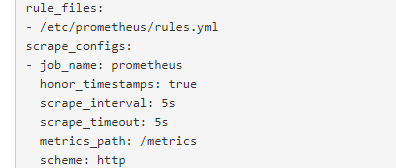 rule_files:
- /etc/prometheus/rules.yml
scrape_configs:
- job_name: prometheus
  honor_timestamps: true
  scrape_interval: 5s
  scrape_timeout: 5s
  metrics_path: /metrics
  scheme: http